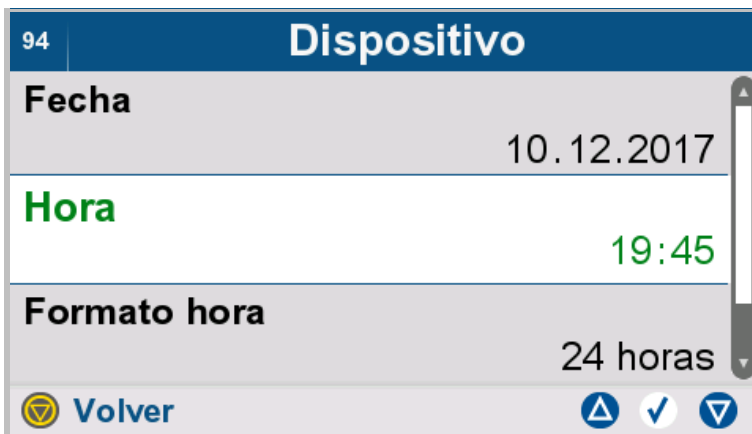 94 Dispositivo
Fecha
10.12.2017
Hora
19:45
Formato hora
24 horas
Volver